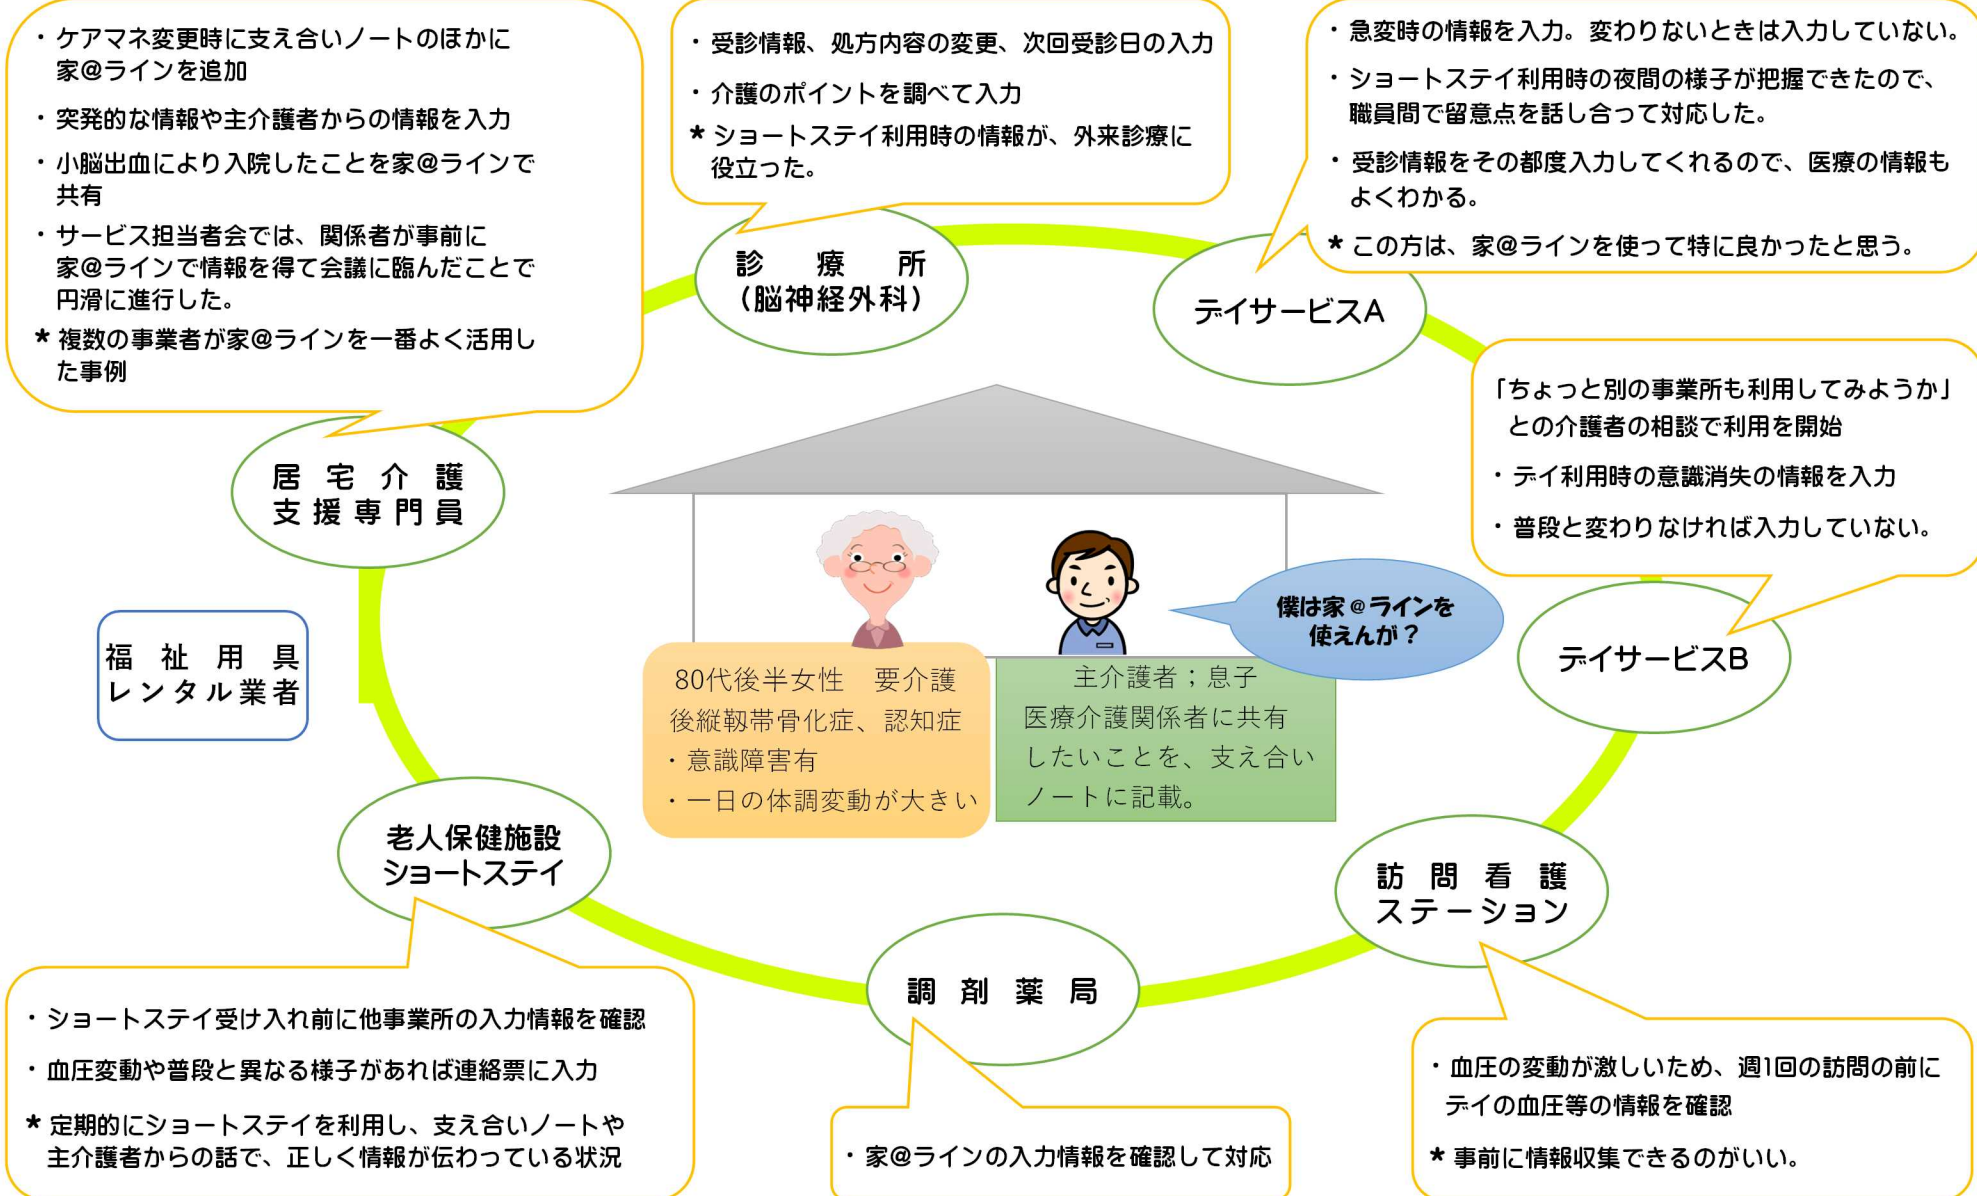 ・ケアマネ変更時に支え合いノートのほかに
家@ラインを追加
・突発的な情報や主介護者からの情報を入力
・小脳出血により入院したことを家@ラインで
共有
・サービス担当者会では、関係者が事前に
家@ラインで情報を得て会議に臨んだことで
円滑に進行した。
★複数の事業者が家@ラインを一番よく活用し
た事例
居宅介護
支援専門員
・受診情報、処方内容の変更、次回受診日の入力
・介護のポイントを調べて入力
★ショートステイ利用時の情報が、外来診療に
役立った。
診療所
（脳神経外科）
・急変時の情報を入力。変わりないときは入力していない。
・ショートステイ利用時の夜間の様子が把握できたので、
職員間で留意点を話し合って対応した。
・受診情報をその都度入力してくれるので、医療の情報も
よくわかる。
★この方は、家@ラインを使って特に良かったと思う。
デイサービスA
「ちょっと別の事業所も利用してみようか」
との介護者の相談で利用を開始
・デイ利用時の意識消失の情報を入力
・普段と変わりなければ入力していない。
デイサービスB
僕は家@ラインを
使えんが？
80代後半女性　要介護
後縦靭帯骨化症、認知症
・意識障害有
・一日の体調変動が大きい
主介護者；息子
医療介護関係者に共有
したいことを、支え合い
ノートに記載。
福祉用具
レンタル業者
老人保健施設
ショートステイ
・ショートステイ受け入れ前に他事業所の入力情報を確認
・血圧変動や普段と異なる様子があれば連絡票に入力
★定期的にショートステイを利用し、支え合いノートや
主介護者からの話で、正しく情報が伝わっている状況
調剤薬局
・家@ラインの入力情報を確認して対応
訪問看護
ステーション
・血圧の変動が激しいため、週1回の訪問の前に
デイの血圧等の情報を確認
★事前に情報収集できるのがいい。